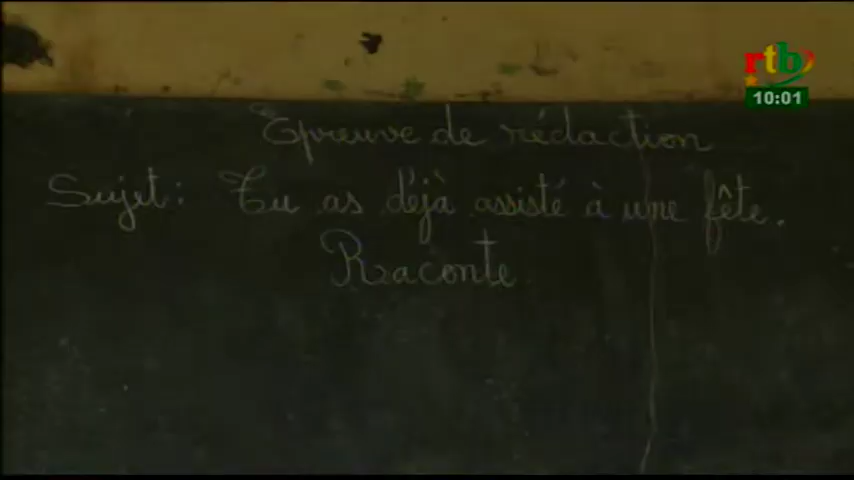 rtb
10:01
Epreuve de rédaction
Sujet: Tu as déjà assisté à une fête.
Raconte